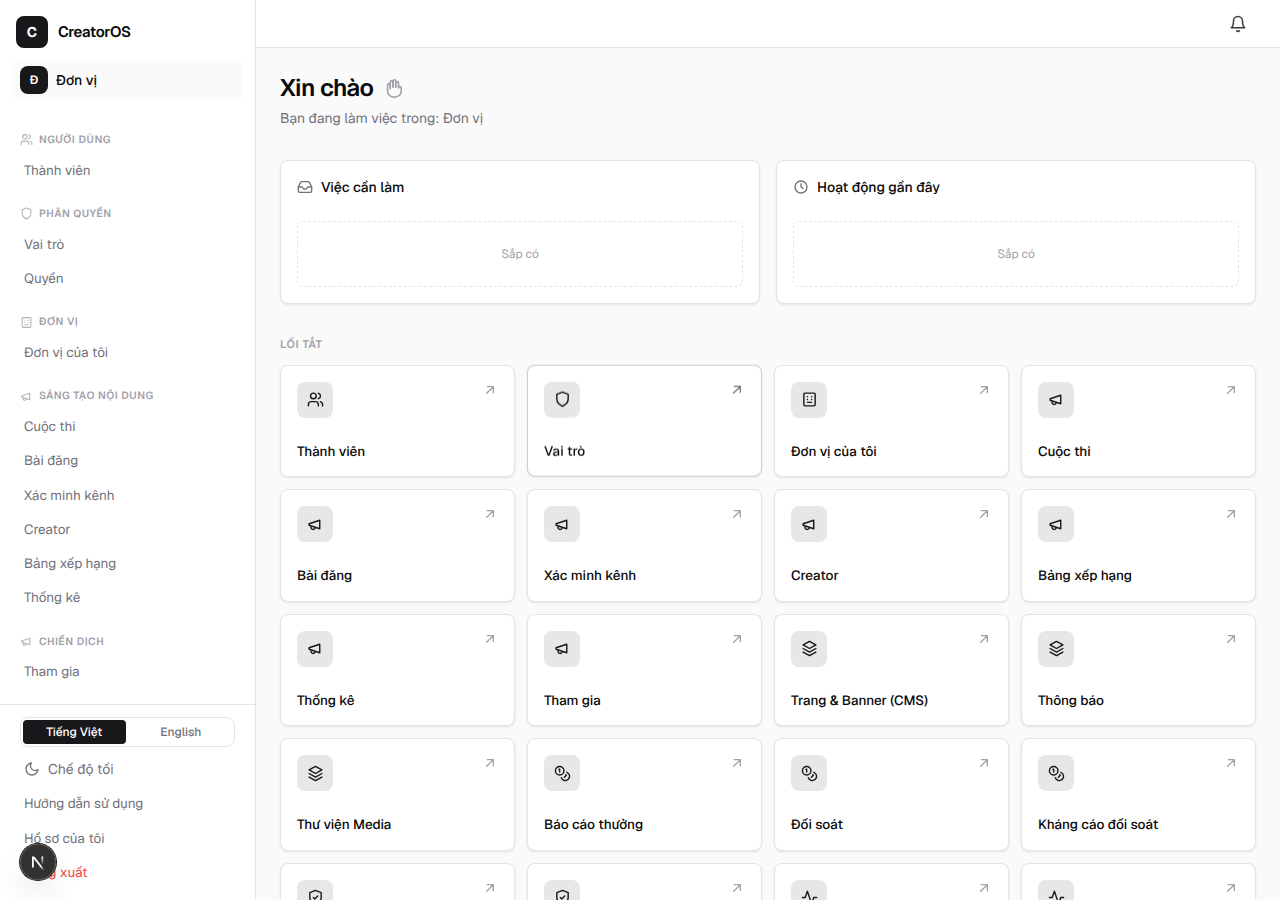 C CreatorOS
Đ Đơn vị
NGƯỜI DÙNG
Thành viên
PHÂN QUYỀN
Vai trò
Quyền
ĐƠN VỊ
Đơn vị của tôi
SÁNG TẠO NỘI DUNG
Cuộc thi
Bài đăng
Xác minh kênh
Creator
Bảng xếp hạng
Thống kê
CHIẾN DỊCH
Tham gia
Tiếng Việt English
Chế độ tối
Hướng dẫn sử dụng
Hồ sơ của tôi
N
xuất
Xin chào
Bạn đang làm việc trong: Đơn vị
Việc cần làm
Sắp có
Hoạt động gần đây
Sắp có
LỐI TẮT
Thành viên
Vai trò
Đơn vị của tôi
Cuộc thi
Bài đăng
Xác minh kênh
Creator
Bảng xếp hạng
Thống kê
Tham gia
Trang & Banner (CMS)
Thông báo
Thư viện Media
Báo cáo thưởng
Đối soát
Kháng cáo đối soát